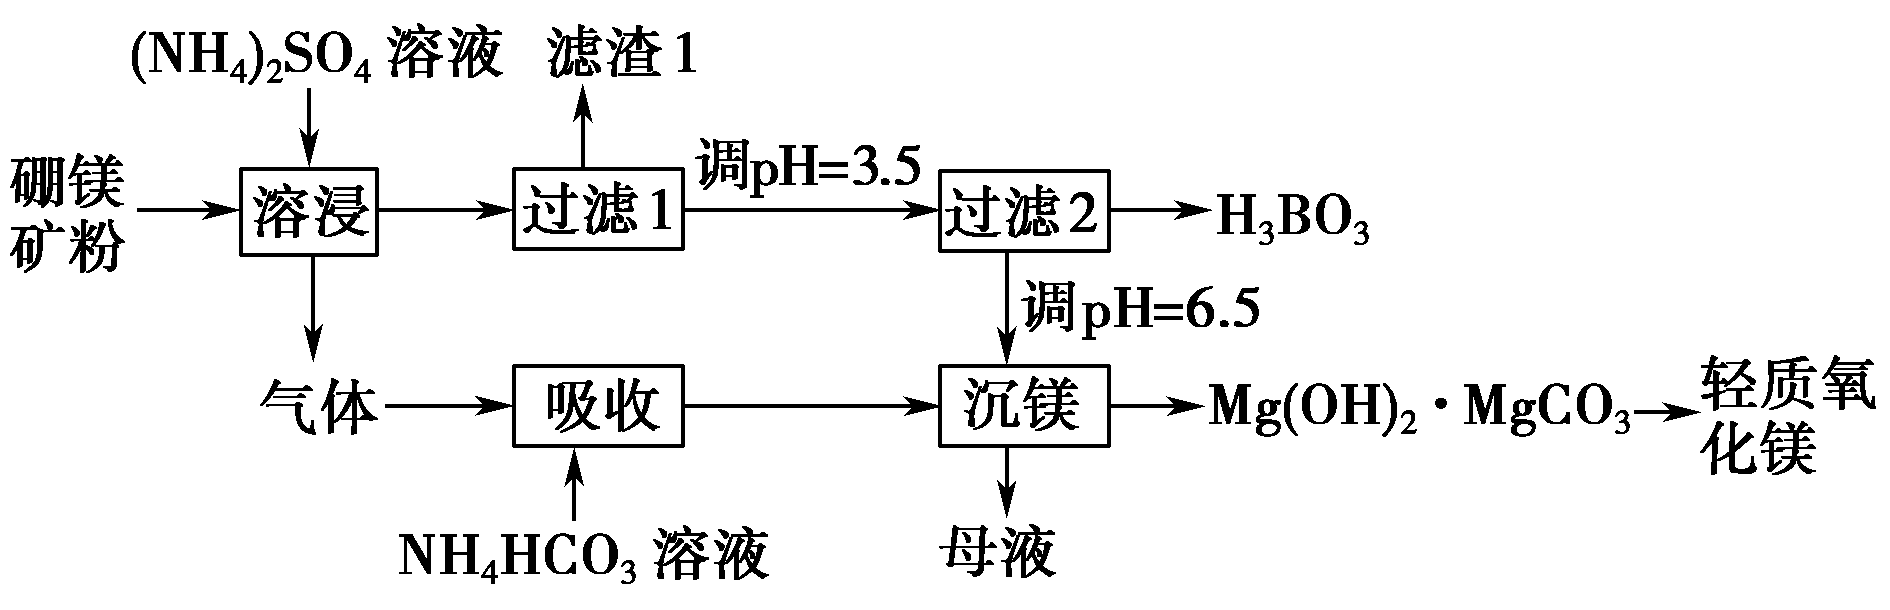 (NH₄)₂SO₄ 溶液
滤渣1
硼镁
矿粉
溶浸
过滤1
调pH=3.5
过滤2
H₃BO₃
调pH=6.5
气体
吸收
沉镁
Mg(OH)₂·MgCO₃
轻质氧
化镁
NH₄HCO₃ 溶液
母液